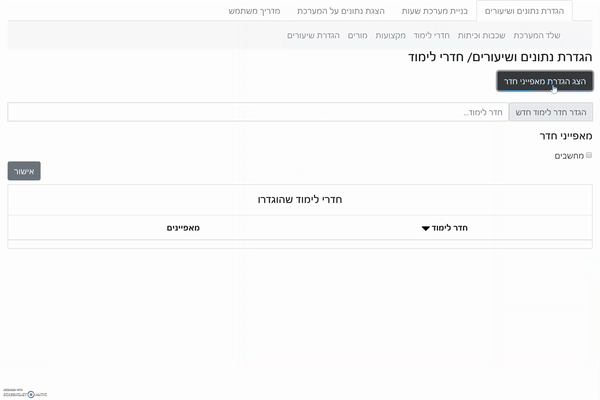 הגדרת נתונים ושיעורים בניית מערכת שעות הצגת נתונים על המערכת מדריך משתמש
שלד המערכת שכבות וכיתות חדרי לימוד מקצועות מורים הגדרת שיעורים
הגדרת נתונים ושיעורים/ חדרי לימוד
הצג הגדרת מאפייני חדר
הגדר חדר לימוד חדש חדר לימוד...
מאפייני חדר
מחשבים
אישור
חדרי לימוד שהוגדרו
חדר לימוד מאפיינים